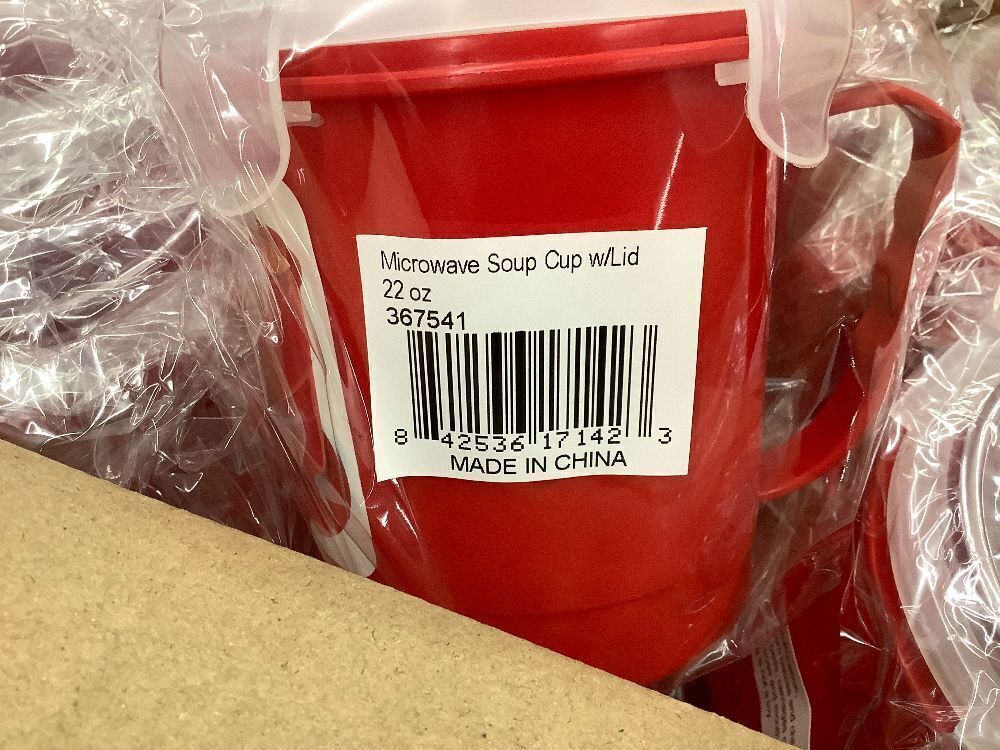 Microwave Soup Cup w/Lid
22 oz
367541
8 42536 17142 3
MADE IN CHINA